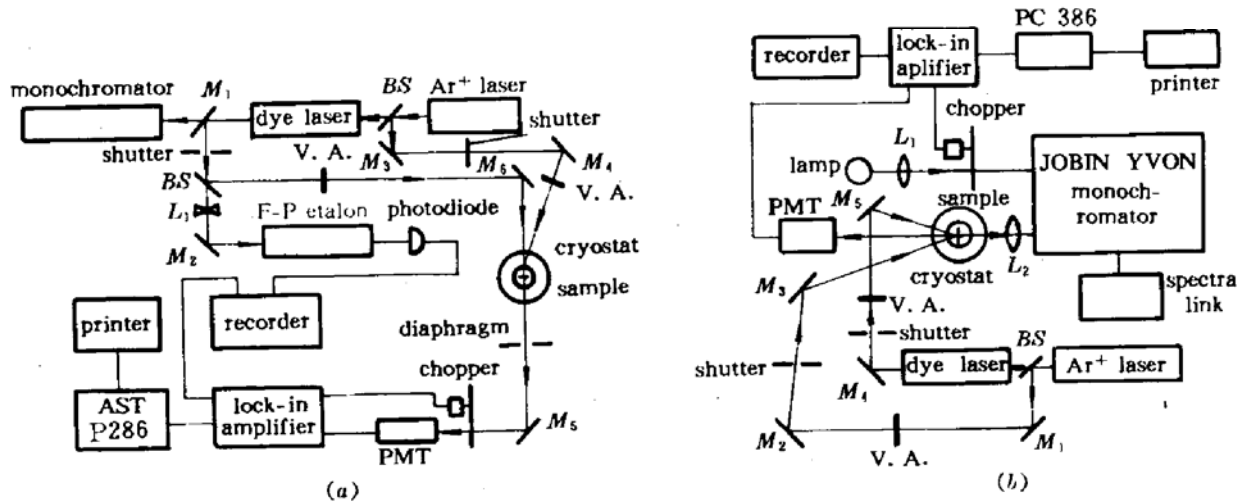 monochromator
M₁
dye laser
BS
Ar⁺ laser
shutter
shutter
V. A.
M₃
M₆
M₄
V. A.
BS
L₁
F-P etalon
photodiode
M₂
cryostat
sample
printer
recorder
diaphragm
chopper
AST
P286
lock-in
amplifier
PMT
M₅
(a)
PC 386
recorder
lock-in
aplifier
printer
chopper
L₁
lamp
JOBIN YVON
monoch-
romator
sample
M₅
PMT
L₂
cryostat
M₃
spectra
link
V. A.
shutter
BS
shutter
dye laser
Ar⁺ laser
M₄
M₂
M₁
V. A.
(b)